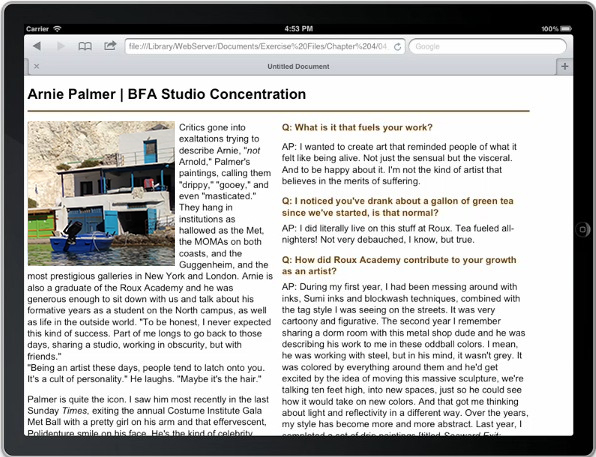 Carrier
4:53 PM
100%
file:///Library/WebServer/Documents/Exercise%20Files/Chapter%204/04
Google
Untitled Document
Arnie Palmer | BFA Studio Concentration
Critics gone into
exaltations trying to
describe Arnie, "not
Arnold," Palmer's
paintings, calling them
"drippy," "gooey," and
even "masticated."
They hang in
institutions as
hallowed as the Met,
the MOMAs on both
coasts, and the
Guggenheim, and the
most prestigious galleries in New York and London. Arnie is
also a graduate of the Roux Academy and he was
generous enough to sit down with us and talk about his
formative years as a student on the North campus, as well
as life in the outside world. "To be honest, I never expected
this kind of success. Part of me longs to go back to those
days, sharing a studio, working in obscurity, but with
friends."
"Being an artist these days, people tend to latch onto you.
It's a cult of personality." He laughs. "Maybe it's the hair."
Palmer is quite the icon. I saw him most recently in the last
Sunday Times, exiting the annual Costume Institute Gala
Met Ball with a pretty girl on his arm and that effervescent,
Polidenture smile on his face. He's the kind of celebrity
Q: What is it that fuels your work?
AP: I wanted to create art that reminded people of what it
felt like being alive. Not just the sensual but the visceral.
And to be happy about it. I'm not the kind of artist that
believes in the merits of suffering.
Q: I noticed you've drank about a gallon of green tea
since we've started, is that normal?
AP: I did literally live on this stuff at Roux. Tea fueled all-
nighters! Not very debauched, I know, but true.
Q: How did Roux Academy contribute to your growth
as an artist?
AP: During my first year, I had been messing around with
inks, Sumi inks and blockwash techniques, combined with
the tag style I was seeing on the streets. It was very
cartoony and figurative. The second year I remember
sharing a dorm room with this metal shop dude and he was
describing his work to me in these oddball colors. I mean,
he was working with steel, but in his mind, it wasn't grey. It
was colored by everything around them and he'd get
excited by the idea of moving this massive sculpture, we're
talking ten feet high, into new spaces, just so he could see
how it would take on new colors. And that got me thinking
about light and reflectivity in a different way. Over the years,
my style has become more and more abstract. Last year, I
completed a set of drip paintings [titled Seaward Exit: